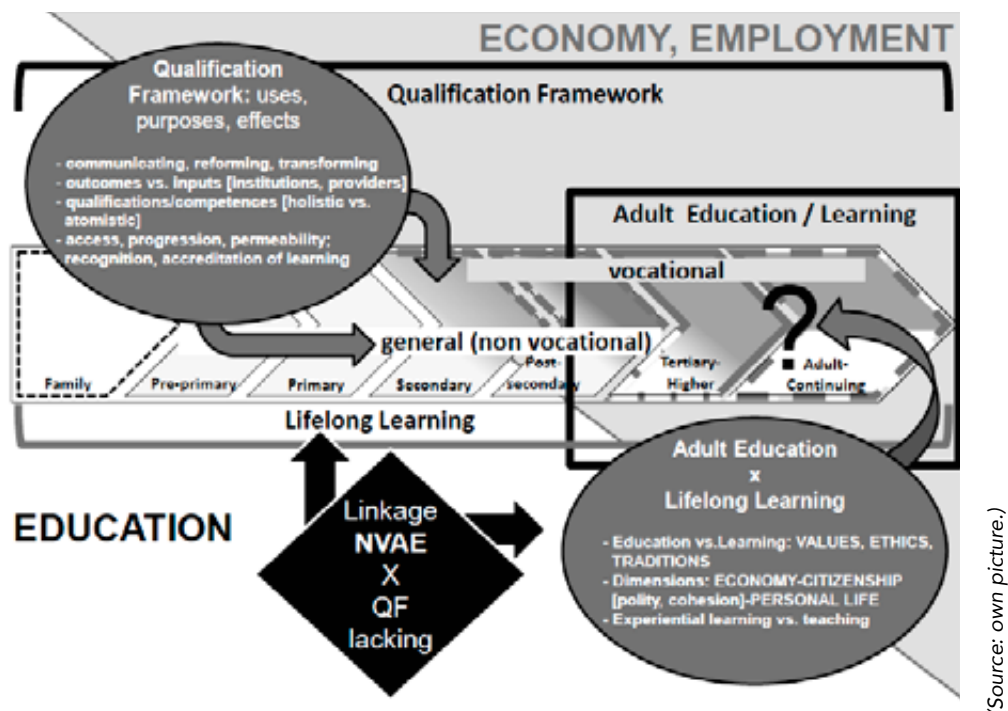 ECONOMY, EMPLOYMENT
Qualification
Framework: uses,
purposes, effects
- communicating, reforming, transforming
- outcomes vs. inputs [institutions, providers]
- qualifications/competences [holistic vs.
atomistic]
- access, progression, permeability;
recognition, accreditation of learning
Qualification Framework
Adult Education / Learning
vocational
general (non vocational)
Family
Pre-primary
Primary
Secondary
Post-
secondary
Tertiary-
Higher
?
Adult-
Continuing
Lifelong Learning
EDUCATION
Linkage
NVAE
X
QF
lacking
Adult Education
x
Lifelong Learning
- Education vs.Learning: VALUES, ETHICS,
TRADITIONS
- Dimensions: ECONOMY-CITIZENSHIP
[polity, cohesion]-PERSONAL LIFE
- Experiential learning vs. teaching
(Source: own picture.)